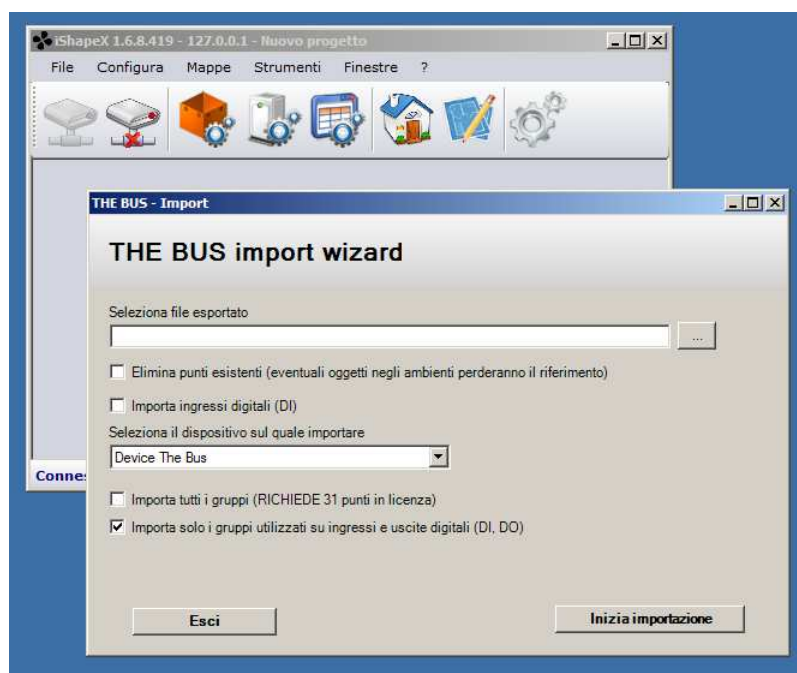 iShapeX 1.6.8.419 - 127.0.0.1 - Nuovo progetto
File Configura Mappe Strumenti Finestre ?
THE BUS - Import
THE BUS import wizard
Seleziona file esportato
...
Elimina punti esistenti (eventuali oggetti negli ambienti perderanno il riferimento)
Importa ingressi digitali (DI)
Seleziona il dispositivo sul quale importare
Device The Bus
Conne
Importa tutti i gruppi (RICHIEDE 31 punti in licenza)
Importa solo i gruppi utilizzati su ingressi e uscite digitali (DI, DO)
Esci
Inizia importazione